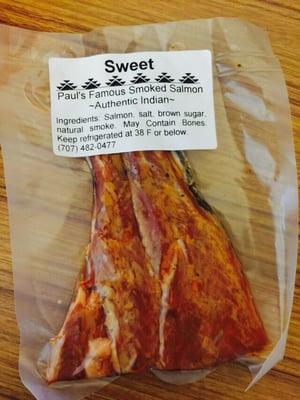 Sweet
Paul's Famous Smoked Salmon
~Authentic Indian~
Ingredients: Salmon, salt, brown sugar,
natural smoke. May Contain Bones.
Keep refrigerated at 38 F or below.
(707) 482-0477